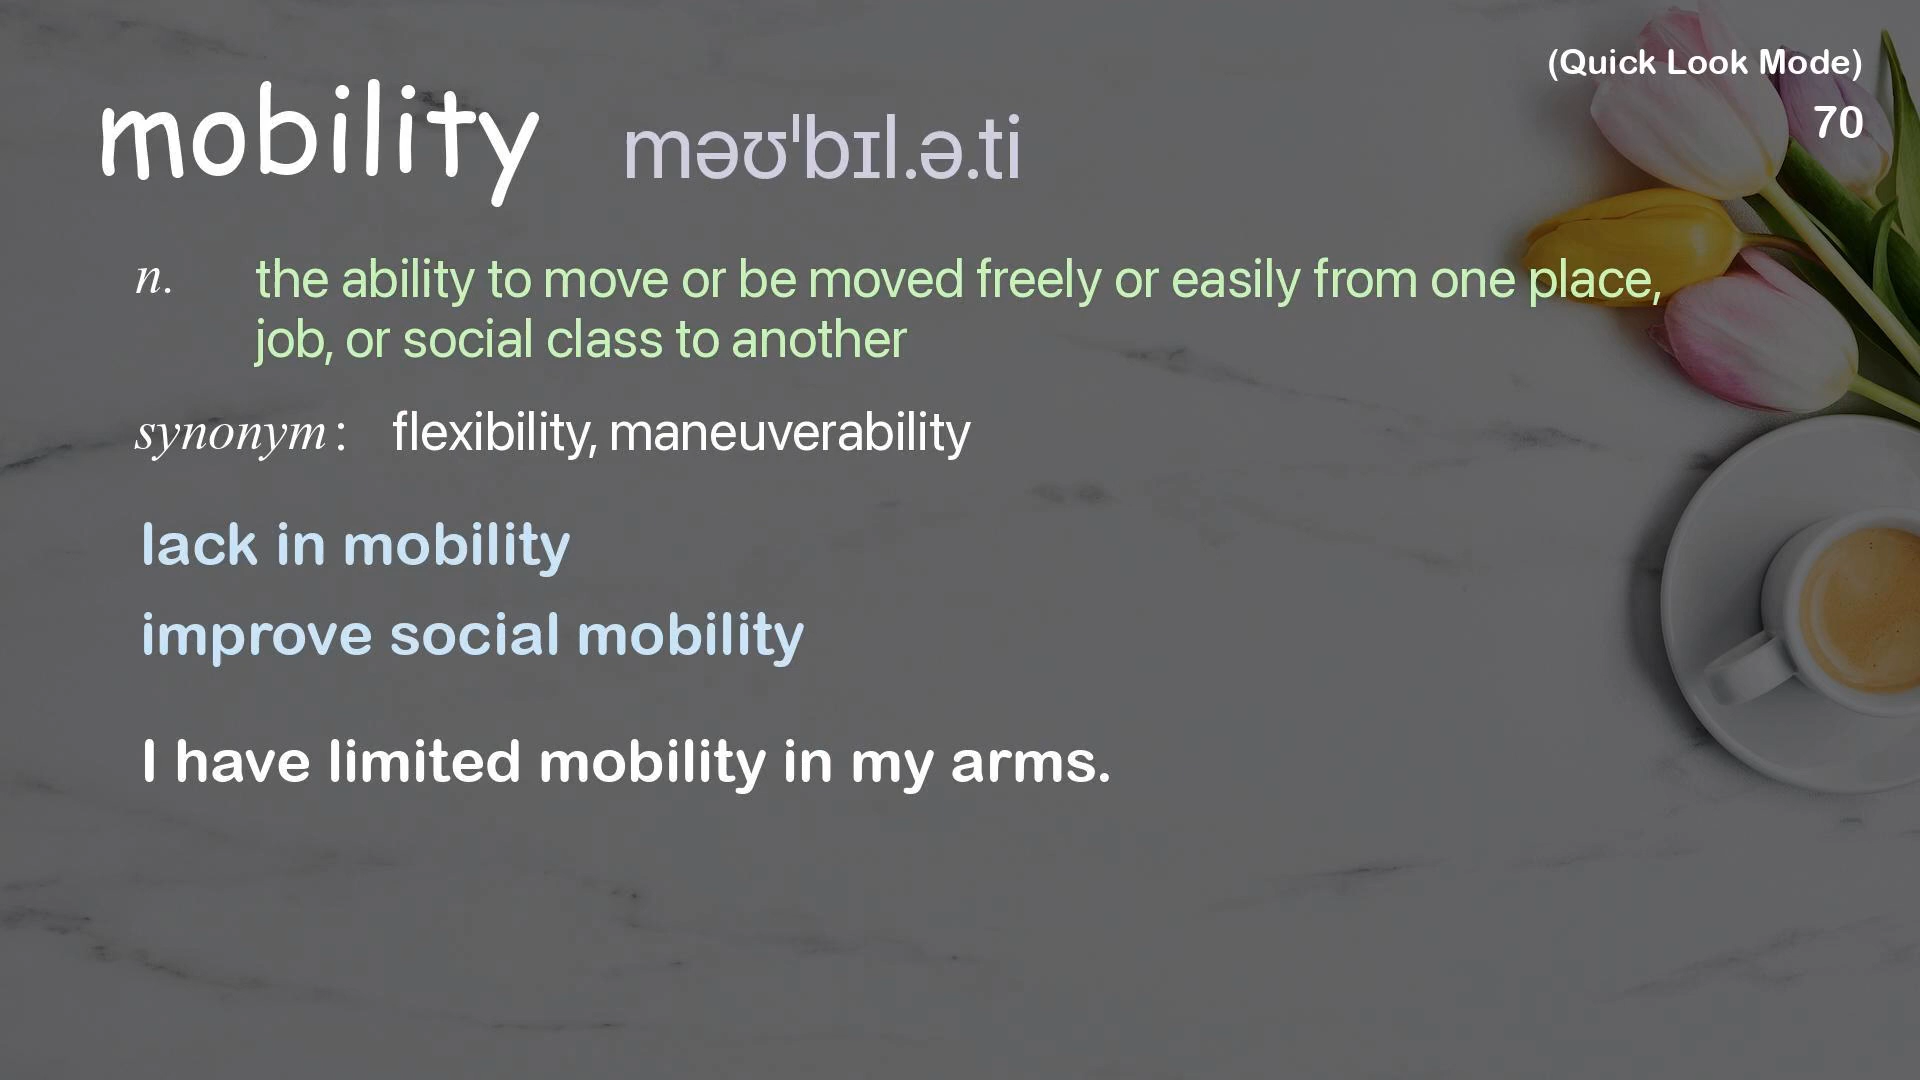 (Quick Look Mode)
70
mobility məʊˈbɪl.ə.ti
n. the ability to move or be moved freely or easily from one place,
job, or social class to another
synonym: flexibility, maneuverability
lack in mobility
improve social mobility
I have limited mobility in my arms.